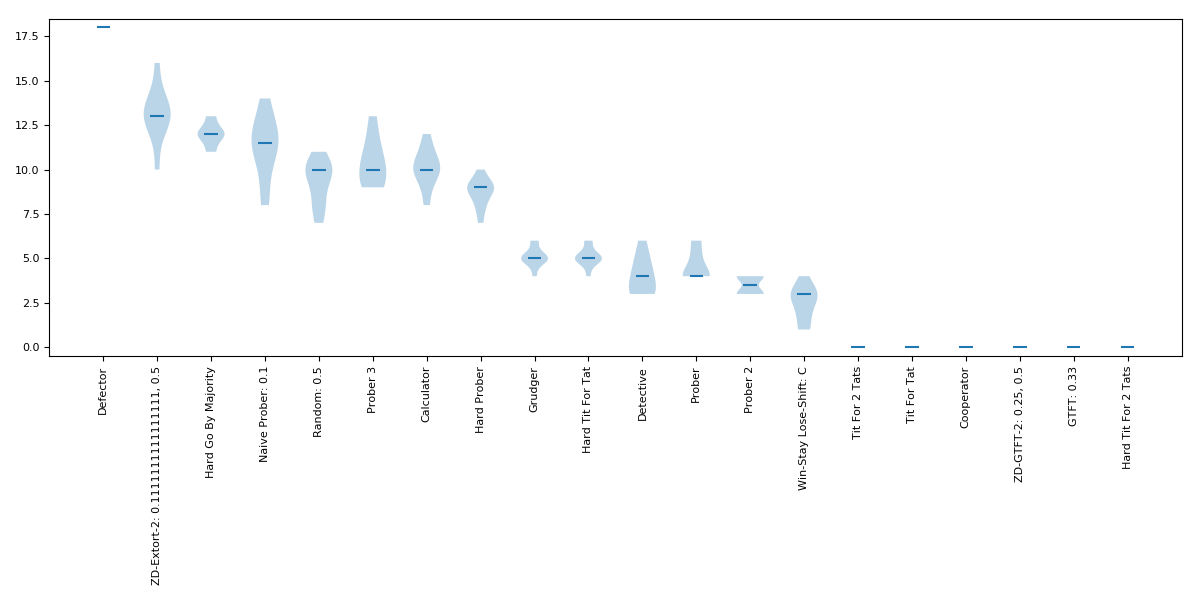 17.5
15.0
12.5
10.0
7.5
5.0
2.5
0.0
Defector
ZD-Extort-2: 0.1111111111111111, 0.5
Hard Go By Majority
Naive Prober: 0.1
Random: 0.5
Prober 3
Calculator
Hard Prober
Grudger
Hard Tit For Tat
Detective
Prober
Prober 2
Win-Stay Lose-Shift: C
Tit For 2 Tats
Tit For Tat
Cooperator
ZD-GTFT-2: 0.25, 0.5
GTFT: 0.33
Hard Tit For 2 Tats